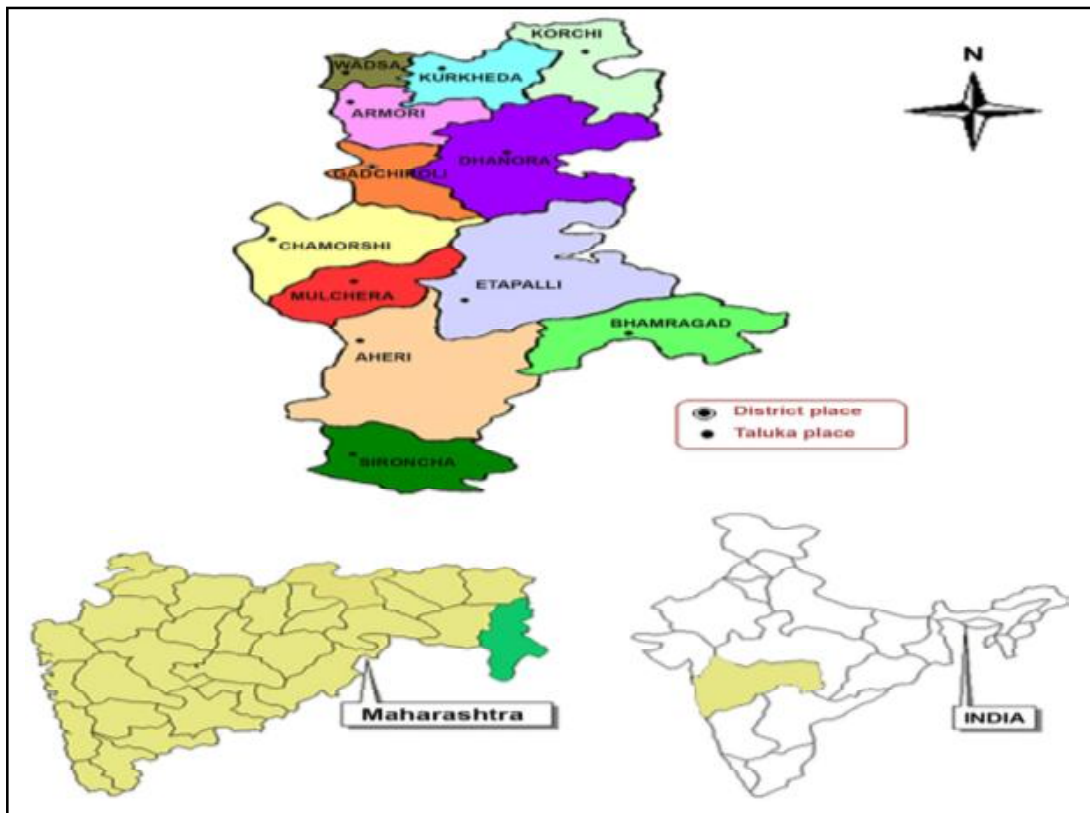 KORCHI
N
WADSA
KURKHEDA
ARMORI
DHANORA
GADCHIROLI
CHAMORSHI
ETAPALLI
MULCHERA
BHAMRAGAD
AHERI
District place
Taluka place
SIRONCHA
Maharashtra
INDIA